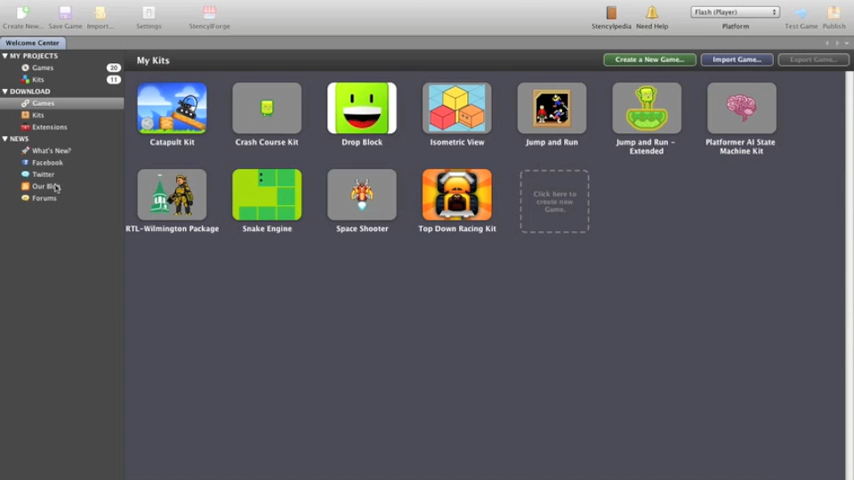 Create New...
Save Game
Import...
Settings
StencylForge
Stencylpedia
Need Help
Flash (Player)
Platform
Test Game
Publish
Welcome Center
MY PROJECTS
Games 20
Kits 11
DOWNLOAD
Games
Kits
Extensions
NEWS
What's New?
Facebook
Twitter
Our
Forums
My Kits
Create a New Game...
Import Game...
Export Game...
Catapult Kit
Crash Course Kit
Drop Block
Isometric View
Jump and Run
Jump and Run -
Extended
Platformer AI State
Machine Kit
RTL-Wilmington Package
Snake Engine
Space Shooter
Top Down Racing Kit
Click here to
create new
Game.